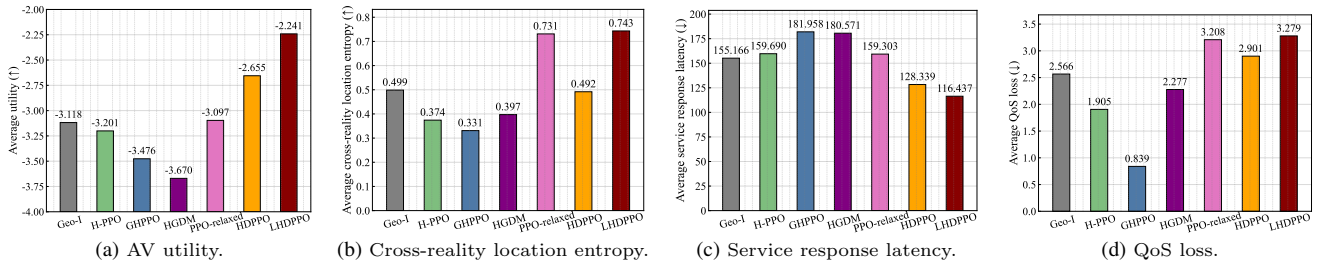 Average utility (↑)
-2.00
-2.25
-2.50
-2.75
-3.00
-3.25
-3.50
-3.75
-4.00
-3.118
-3.201
-3.476
-3.670
-3.097
-2.655
-2.241
Geo-I
H-PPO
GHPPO
HGDM
PPO-relaxed
HDPPO
LHDPPO
(a) AV utility.
Average cross-reality location entropy (↑)
0.8
0.7
0.6
0.5
0.4
0.3
0.2
0.1
0.0
0.499
0.374
0.331
0.397
0.731
0.492
0.743
Geo-I
H-PPO
GHPPO
HGDM
PPO-relaxed
HDPPO
LHDPPO
(b) Cross-reality location entropy.
Average service response latency (↓)
200
175
150
125
100
75
50
25
0
155.166
159.690
181.958
180.571
159.303
128.339
116.437
Geo-I
H-PPO
GHPPO
HGDM
PPO-relaxed
HDPPO
LHDPPO
(c) Service response latency.
Average QoS loss (↓)
3.5
3.0
2.5
2.0
1.5
1.0
0.5
0.0
2.566
1.905
0.839
2.277
3.208
2.901
3.279
Geo-I
H-PPO
GHPPO
HGDM
PPO-relaxed
HDPPO
LHDPPO
(d) QoS loss.